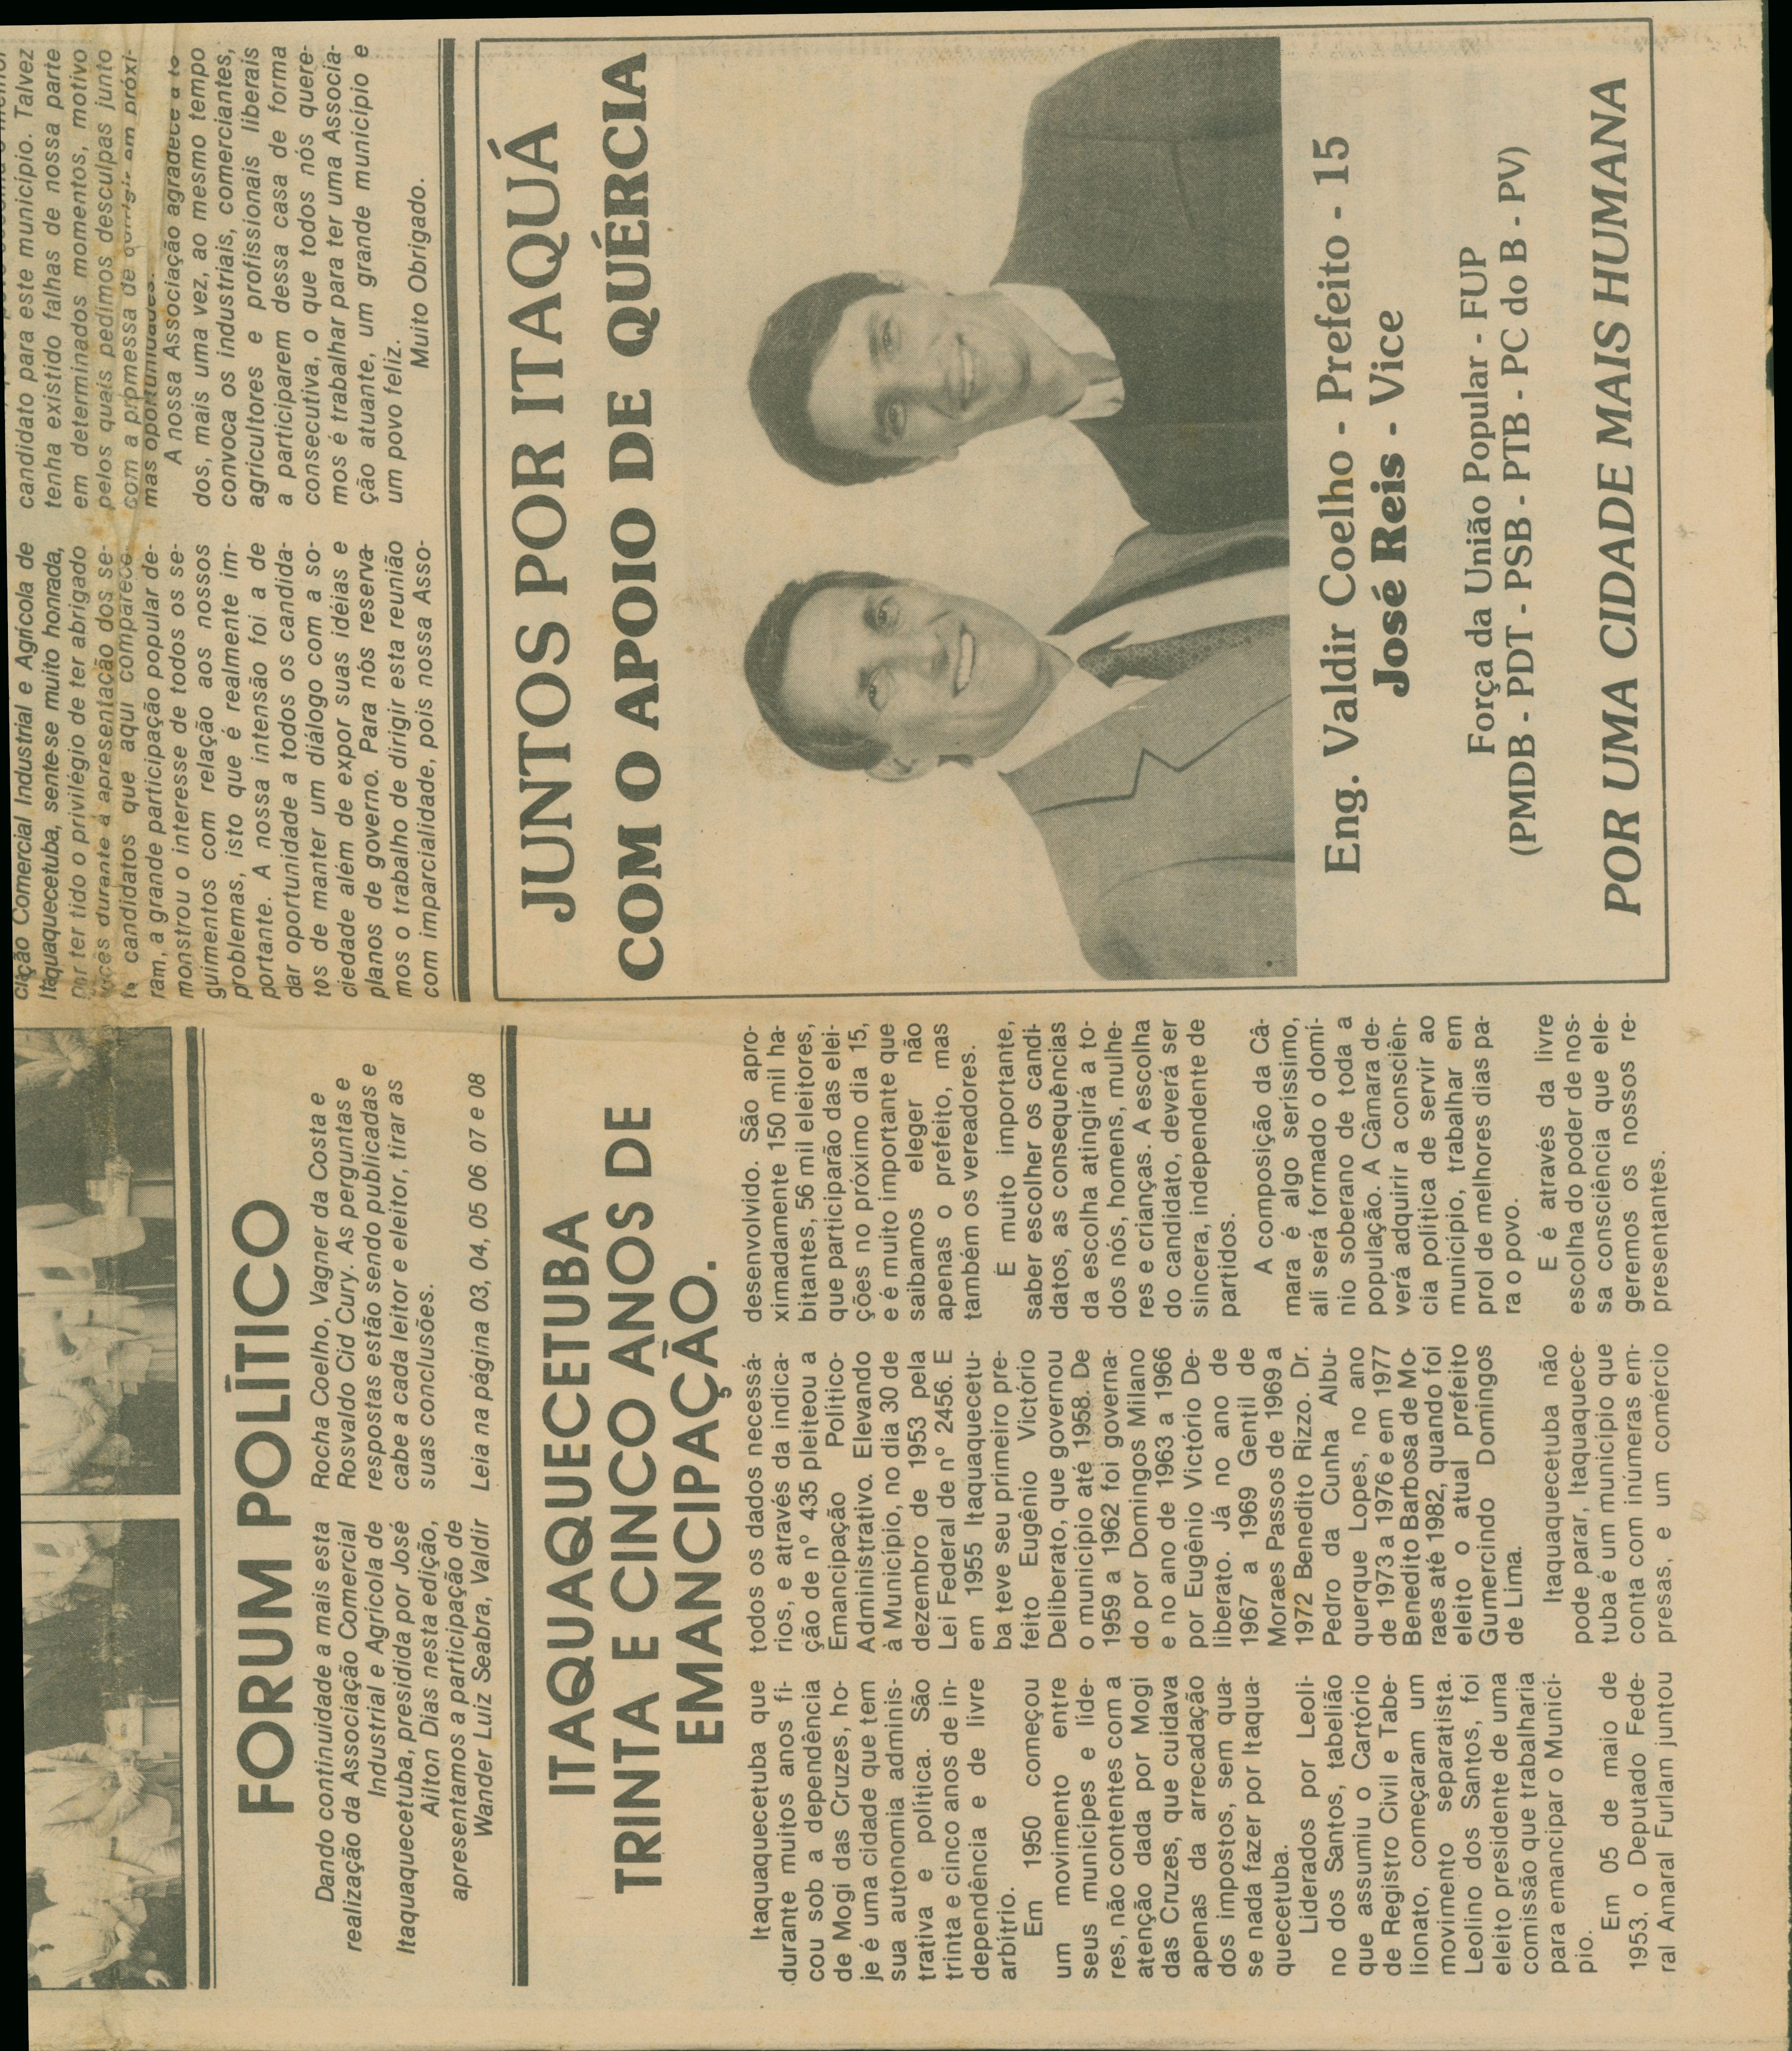 FORUM POLÍTICO
Dando continuidade a mais esta
realização da Associação Comercial
Industrial e Agrícola de
Itaquaquecetuba, presidida por José
Ailton Dias nesta edição,
apresentamos a participação de
Wander Luiz Seabra, Valdir
Rocha Coelho, Vagner da Costa e
Rosvaldo Cid Cury. As perguntas e
respostas estão sendo publicadas e
cabe a cada leitor e eleitor, tirar as
suas conclusões.
Leia na página 03, 04, 05 06 07 e 08
ITAQUAQUECETUBA
TRINTA E CINCO ANOS DE
EMANCIPAÇÃO.
Itaquaquecetuba que
durante muitos anos fi-
cou sob a dependência
de Mogi das Cruzes, ho-
je é uma cidade que tem
sua autonomia adminis-
trativa e política. São
trinta e cinco anos de in-
dependência e de livre
arbítrio.
Em 1950 começou
um movimento entre
seus munícipes e líde-
res, não contentes com a
atenção dada por Mogi
das Cruzes, que cuidava
apenas da arrecadação
dos impostos, sem qua-
se nada fazer por Itaqua-
quecetuba.
Liderados por Leoli-
no dos Santos, tabelião
que assumiu o Cartório
de Registro Civil e Tabe-
lionato, começaram um
movimento separatista.
Leolino dos Santos, foi
eleito presidente de uma
comissão que trabalharia
para emancipar o Municí-
pio.
Em 05 de maio de
1953, o Deputado Fede-
ral Amaral Furlam juntou
todos os dados necessá-
rios, e através da indica-
ção de nº 435 pleiteou a
Emancipação Político-
Administrativo. Elevando
à Município, no dia 30 de
dezembro de 1953 pela
Lei Federal de nº 2456. E
em 1955 Itaquaquecetu-
ba teve seu primeiro pre-
feito Eugênio Victório
Deliberato, que governou
o município até 1958. De
1959 a 1962 foi governa-
do por Domingos Milano
e no ano de 1963 a 1966
por Eugênio Victório De-
liberato. Já no ano de
1967 a 1969 Gentil de
Moraes Passos de 1969 a
1972 Benedito Rizzo. Dr.
Pedro da Cunha Albu-
querque Lopes, no ano
de 1973 a 1976 e em 1977
Benedito Barbosa de Mo-
raes até 1982, quando foi
eleito o atual prefeito
Gumercindo Domingos
de Lima.
Itaquaquecetuba não
pode parar, Itaquaquece-
tuba é um município que
conta com inúmeras em-
presas, e um comércio
desenvolvido. São apro-
ximadamente 150 mil ha-
bitantes, 56 mil eleitores,
que participarão das elei-
ções no próximo dia 15,
e é muito importante que
saibamos eleger não
apenas o prefeito, mas
também os vereadores.
É muito importante,
saber escolher os candi-
datos, as consequências
da escolha atingirá a to-
dos nós, homens, mulhe-
res e crianças. A escolha
do candidato, deverá ser
sincera, independente de
partidos.
A composição da Câ-
mara é algo seríssimo,
ali será formado o domí-
nio soberano de toda a
população. A Câmara de-
verá adquirir a consciên-
cia política de servir ao
município, trabalhar em
prol de melhores dias pa-
ra o povo.
E é através da livre
escolha do poder de nos-
sa consciência que ele-
geremos os nossos re-
presentantes.
ciação Comercial Industrial e Agrícola de
Itaquaquecetuba, sente-se muito honrada,
por ter tido o privilégio de ter abrigado
vocês durante a apresentação dos se-
te candidatos que aqui comparece-
ram, a grande participação popular de-
monstrou o interesse de todos os se-
guimentos com relação aos nossos
problemas, isto que é realmente im-
portante. A nossa intensão foi a de
dar oportunidade a todos os candida-
tos de manter um diálogo com a so-
ciedade além de expor suas idéias e
planos de governo. Para nós reserva-
mos o trabalho de dirigir esta reunião
com imparcialidade, pois nossa Asso-
candidato para este município. Talvez
tenha existido falhas de nossa parte
em determinados momentos, motivo
pelos quais pedimos desculpas junto
com a promessa de corrigir em próxi-
mas oportunidades.
A nossa Associação agradece a to
dos, mais uma vez, ao mesmo tempo
convoca os industriais, comerciantes,
agricultores e profissionais liberais
a participarem dessa casa de forma
consecutiva, o que todos nós quere-
mos é trabalhar para ter uma Associa-
ção atuante, um grande município e
um povo feliz.
Muito Obrigado.
JUNTOS POR ITAQUÁ
COM O APOIO DE QUÉRCIA
Eng. Valdir Coelho - Prefeito - 15
José Reis - Vice
Força da União Popular - FUP
(PMDB - PDT - PSB - PTB - PC do B - PV)
POR UMA CIDADE MAIS HUMANA